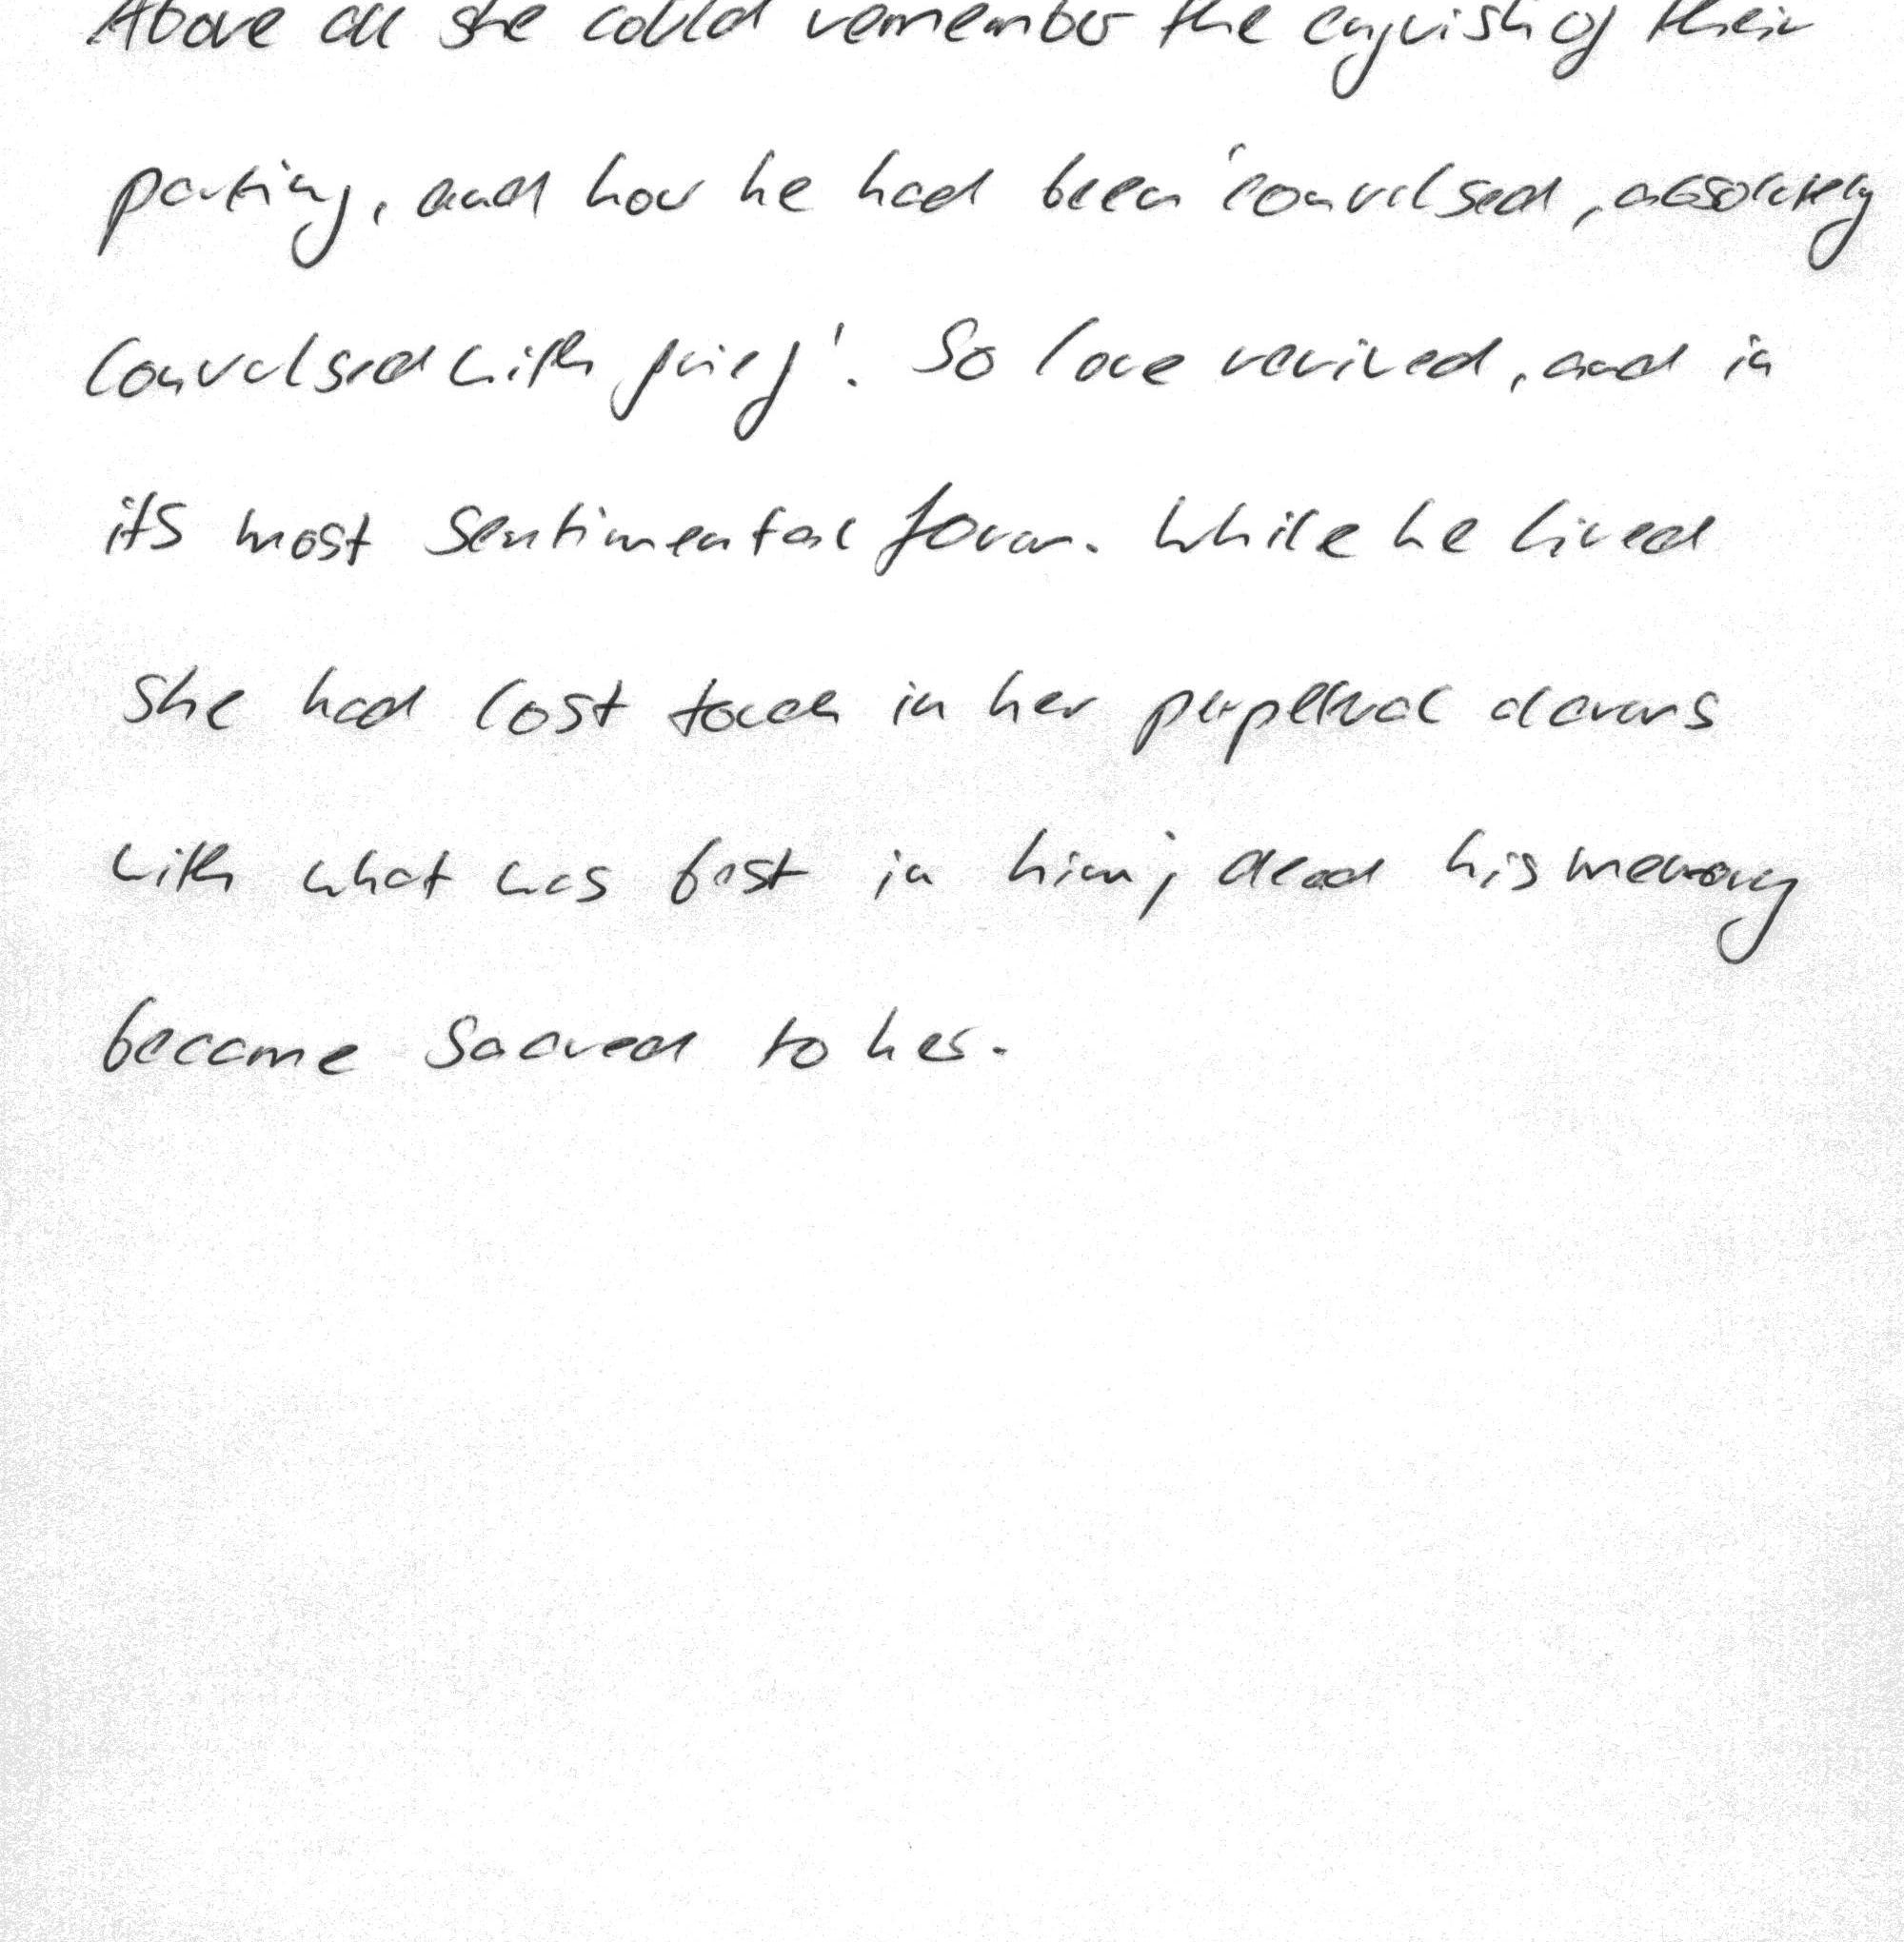 Above all she could remember the anguish of their
parting, and how he had been 'convulsed, absolutely
convulsed with grief'. So love revived, and in
its most sentimental form. While he lived
she had lost touch in her perpetual
with what was best in him; dead his memory
became sacred to her.